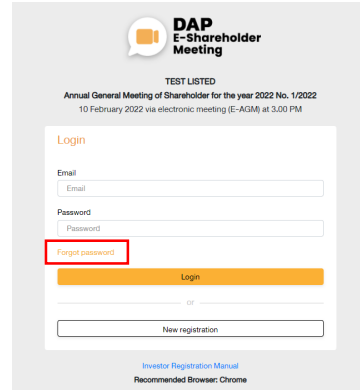 DAP
E-Shareholder
Meeting
TEST LISTED
Annual General Meeting of Shareholder for the year 2022 No. 1/2022
10 February 2022 via electronic meeting (E-AGM) at 3.00 PM
Login
Email
Email
Password
Password
Forgot password
Login
or
New registration
Investor Registration Manual
Recommended Browser: Chrome